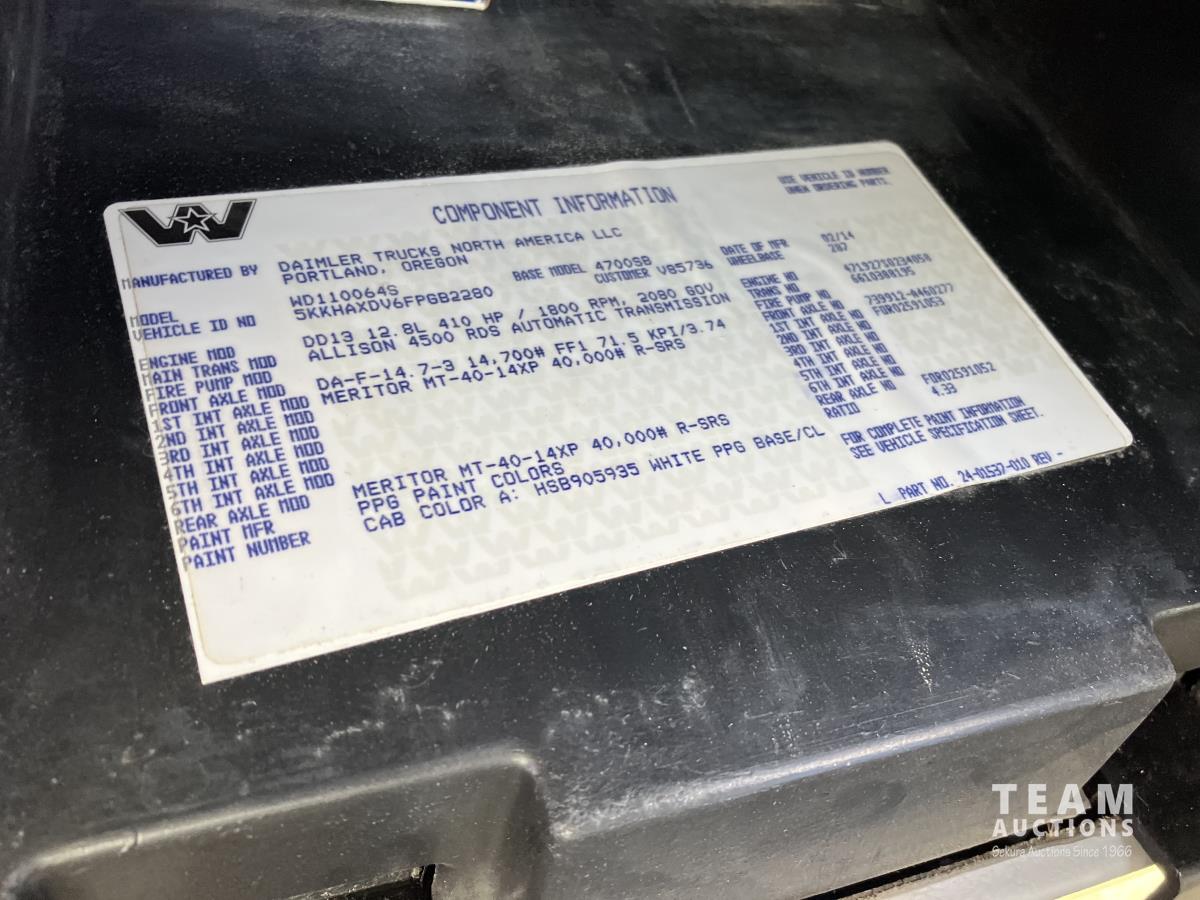 W W
COMPONENT INFORMATION
USE VEHICLE ID NUMBER
WHEN ORDERING PARTS.
MANUFACTURED BY DAIMLER TRUCKS NORTH AMERICA LLC
PORTLAND, OREGON
DATE OF MFR 02/14
MODEL WD110064S BASE MODEL 4700SB WHEELBASE 287
VEHICLE ID NO 5KKHAXDV6FPGB2280 CUSTOMER V85736
ENGINE MOD DD13 12.8L 410 HP / 1800 RPM, 2080 GOV ENGINE NO 471927S0234050
MAIN TRANS MOD ALLISON 4500 RDS AUTOMATIC TRANSMISSION TRANS NO 6610308195
FIRE PUMP MOD FIRE PUMP NO
FRONT AXLE MOD DA-F-14.7-3 14,700# FF1 71.5 KPI/3.74 FRONT AXLE NO 739912-A460277
1ST INT AXLE MOD MERITOR MT-40-14XP 40,000# R-SRS 1ST INT AXLE NO FOR02591053
2ND INT AXLE MOD 2ND INT AXLE NO
3RD INT AXLE MOD 3RD INT AXLE NO
4TH INT AXLE MOD 4TH INT AXLE NO
5TH INT AXLE MOD 5TH INT AXLE NO
6TH INT AXLE MOD 6TH INT AXLE NO
REAR AXLE MOD MERITOR MT-40-14XP 40,000# R-SRS REAR AXLE NO FOR02591052
PAINT MFR PPG PAINT COLORS RATIO 4.33
PAINT NUMBER CAB COLOR A: HSB905935 WHITE PPG BASE/CL
FOR COMPLETE PAINT INFORMATION
SEE VEHICLE SPECIFICATION SHEET.
L PART NO. 24-01537-010 REV -
TEAM
AUCTIONS
Gekura Auctions Since 1966